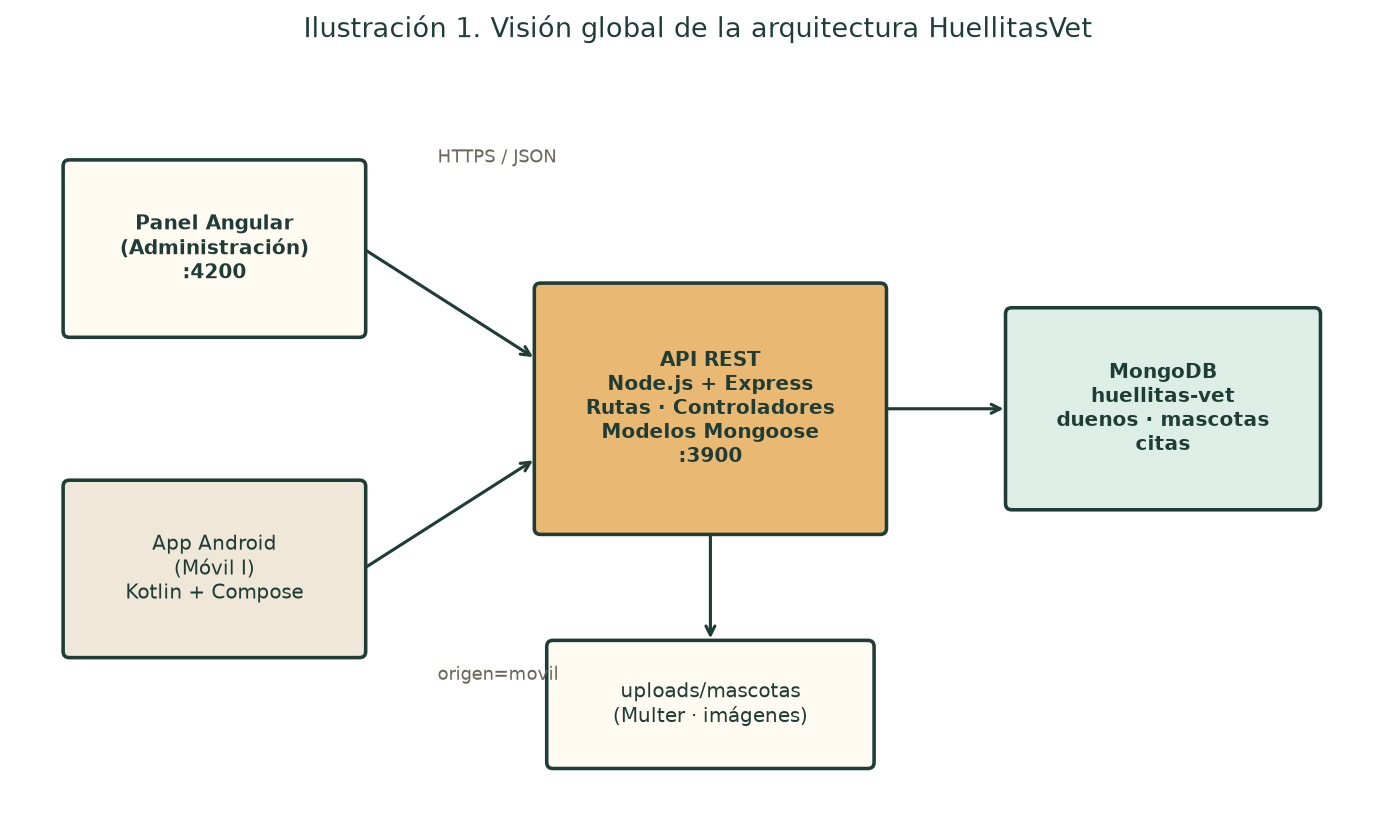 Ilustración 1. Visión global de la arquitectura HuellitasVet
HTTPS / JSON
Panel Angular
(Administración)
:4200
API REST
Node.js + Express
Rutas · Controladores
Modelos Mongoose
:3900
MongoDB
huellitas-vet
duenos · mascotas
citas
App Android
(Móvil I)
Kotlin + Compose
origen=movil
uploads/mascotas
(Multer · imágenes)